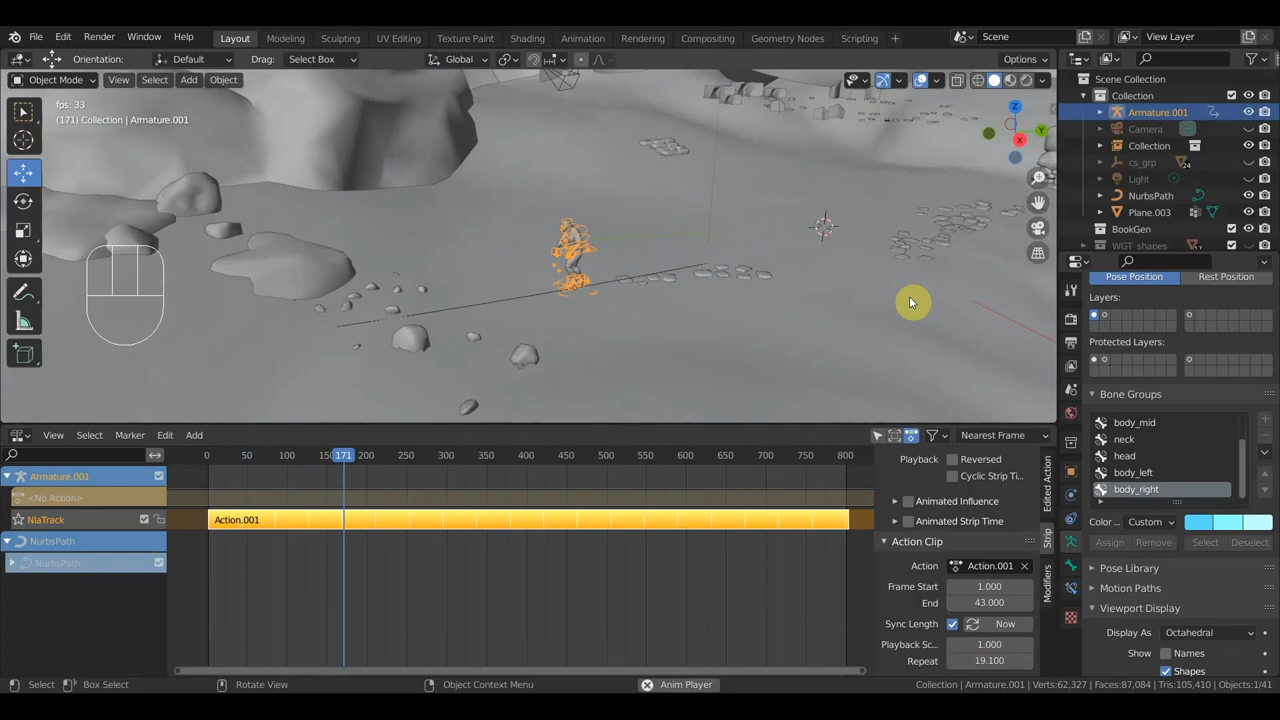 File Edit Render Window Help Layout Modeling Sculpting UV Editing Texture Paint Shading Animation Rendering Compositing Geometry Nodes Scripting + Scene View Layer
Orientation: Default Drag: Select Box Global Options
Object Mode View Select Add Object
fps: 33
(171) Collection | Armature.001
X Y Z
Scene Collection
Collection
Armature.001
Camera
Collection
cs_grp 24
Light
NurbsPath
Plane.003
BookGen
WGT_shapes
Pose Position Rest Position
Layers:
Protected Layers:
Bone Groups
body_mid
neck
head
body_left
body_right
Color ... Custom
Assign Remove Select Deselect
Pose Library
Motion Paths
Viewport Display
Display As Octahedral
Show Names
Shapes
View Select Marker Edit Add Nearest Frame
0 50 100 15 171 200 250 300 350 400 450 500 550 600 650 700 750 800
Armature.001
<No Action>
NlaTrack
Action.001
NurbsPath
NurbsPath
Playback Reversed
Cyclic Strip Ti...
Animated Influence
Animated Strip Time
Action Clip
Action Action.001
Frame Start 1.000
End 43.000
Sync Length Now
Playback Sc... 1.000
Repeat 19.100
Edited Action
Strip
Modifiers
Select Box Select Rotate View Object Context Menu Anim Player Collection | Armature.001 | Verts:62,327 | Faces:87,084 | Tris:105,410 | Objects:1/41